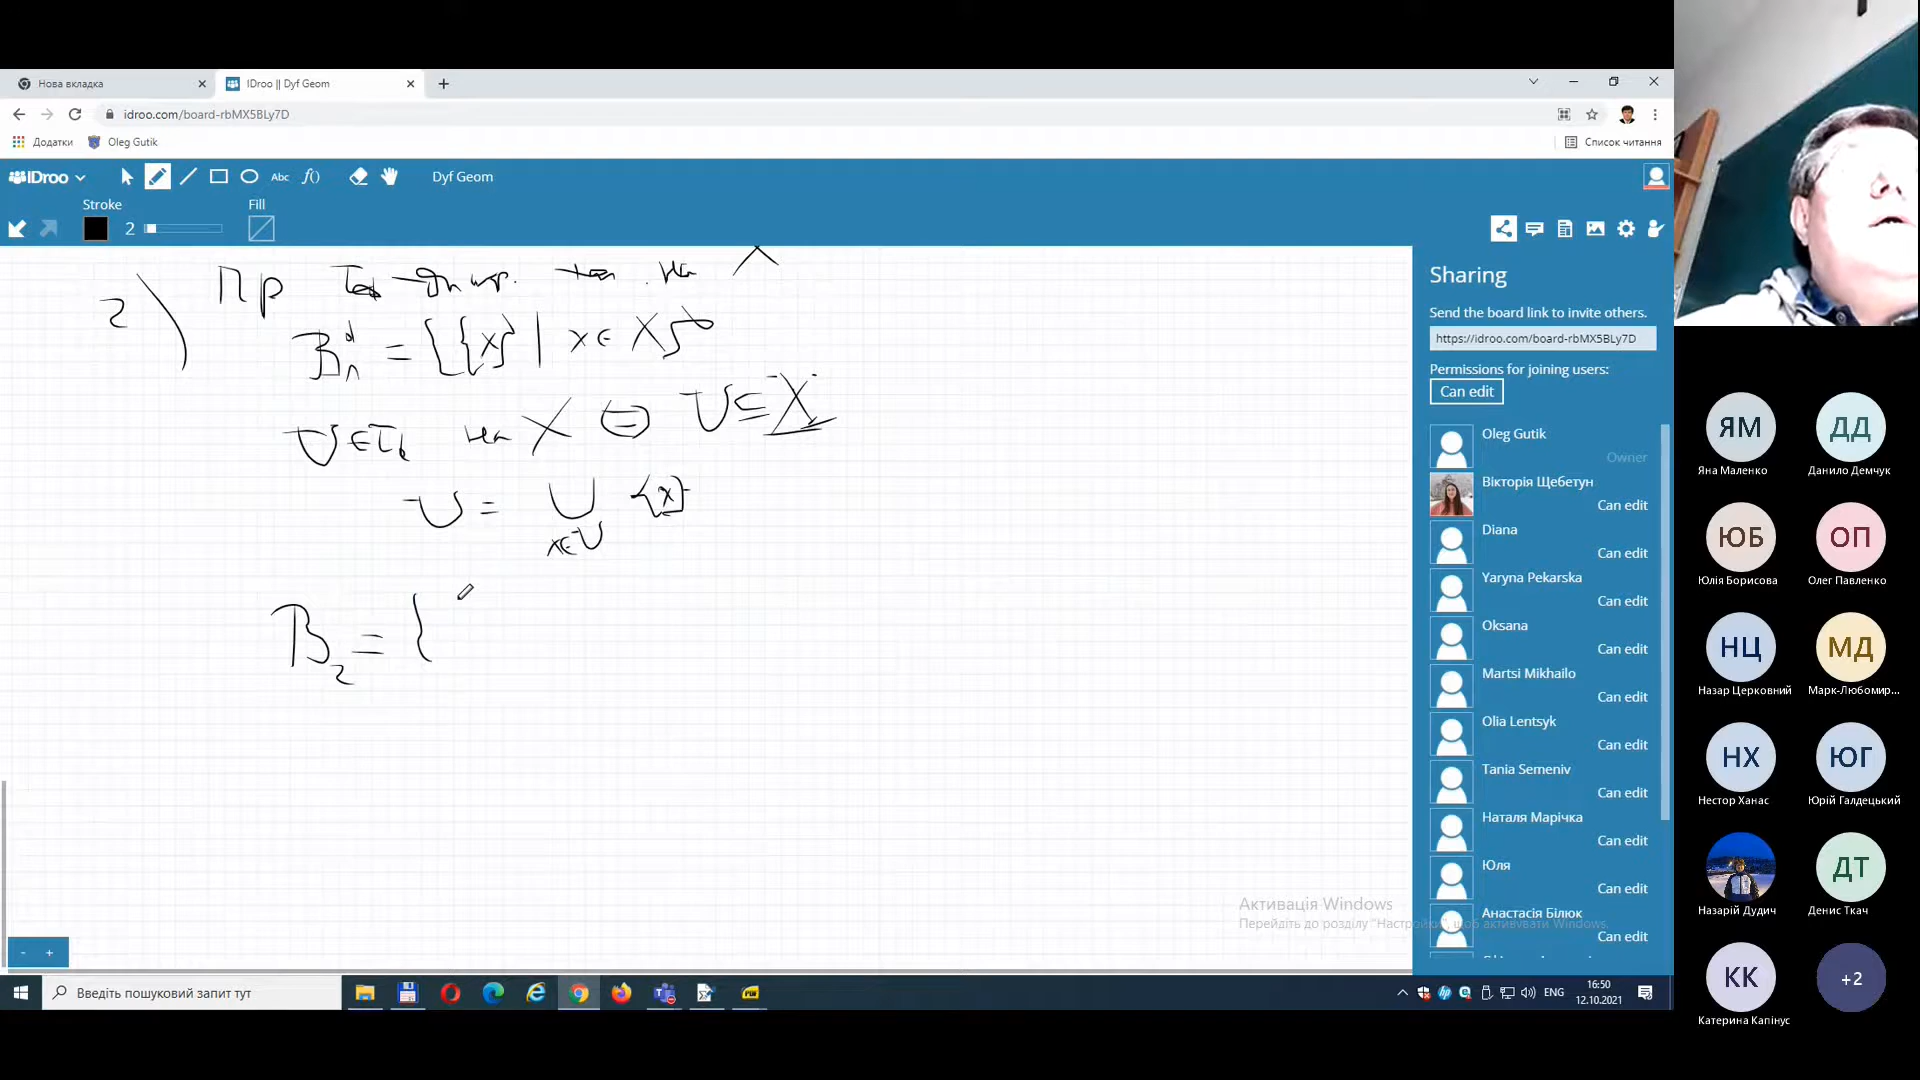 Нова вкладка
IDroo || Dyf Geom
idroo.com/board-rbMX5BLy7D
Додатки
Oleg Gutik
Список читання
IDroo
Abc
f()
Dyf Geom
Stroke
Fill
2
2) Пр
B = {{x} | x ∈ X}
U ∈ τ на X ⇔ U ⊆ X
U = ∪ {x}
x∈U
B₂ = {
Sharing
Send the board link to invite others.
https://idroo.com/board-rbMX5BLy7D
Permissions for joining users:
Can edit
Oleg Gutik
Owner
Вікторія Щебетун
Can edit
Diana
Can edit
Yaryna Pekarska
Can edit
Oksana
Can edit
Martsi Mikhailo
Can edit
Olia Lentsyk
Can edit
Tania Semeniv
Can edit
Наталя Марічка
Can edit
Юля
Can edit
Анастасія Білюк
Can edit
Активація Windows
Перейдіть до розділу "Настройки", щоб активувати Windows.
- +
Введіть пошуковий запит тут
ENG
16:50
12.10.2021
ЯМ
Яна Маленко
ДД
Данило Демчук
ЮБ
Юлія Борисова
ОП
Олег Павленко
НЦ
Назар Церковний
МД
Марк-Любомир...
НХ
Нестор Ханас
ЮГ
Юрій Галдецький
Назарій Дудич
ДТ
Денис Ткач
КК
Катерина Капінус
+2